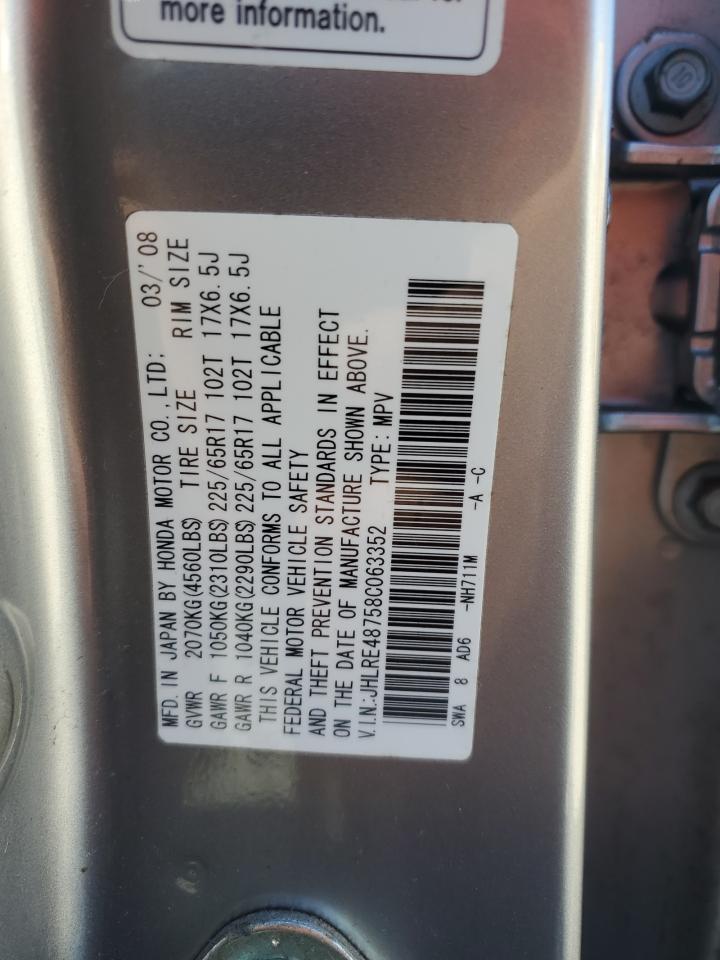 more information.
MFD. IN JAPAN BY HONDA MOTOR CO., LTD: 03/'08
GVWR 2070KG(4560LBS) TIRE SIZE RIM SIZE
GAWR F 1050KG(2310LBS) 225/65R17 102T 17X6.5J
GAWR R 1040KG(2290LBS) 225/65R17 102T 17X6.5J
THIS VEHICLE CONFORMS TO ALL APPLICABLE
FEDERAL MOTOR VEHICLE SAFETY
AND THEFT PREVENTION STANDARDS IN EFFECT
ON THE DATE OF MANUFACTURE SHOWN ABOVE.
V.I.N.:JHLRE48758C063352 TYPE: MPV
SWA 8 AD6 -NH711M -A -C
10